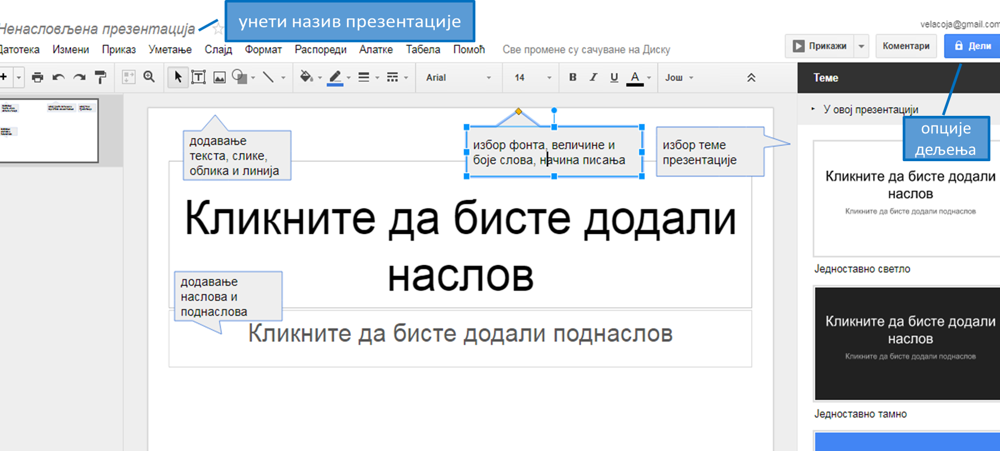 унети назив презентације
Ненасловљена презентација
velacoja@gmail.com
Датотека Измени Приказ Уметање Слајд Формат Распореди Алатке Табела Помоћ Све промене су сачуване на Диску
Прикажи Коментари Дели
Arial 14 B I U A Још
Теме
У овој презентацији
опције
дељења
додавање
текста, слике,
облика и линија
избор фонта, величине и
боје слова, начина писања
избор теме
презентације
Кликните да бисте додали
наслов
додавање
наслова и
поднаслова
Кликните да бисте додали поднаслов
Кликните да бисте додали
наслов
Кликните да бисте додали поднаслов
Једноставно светло
Кликните да бисте додали
наслов
Кликните да бисте додали поднаслов
Једноставно тамно